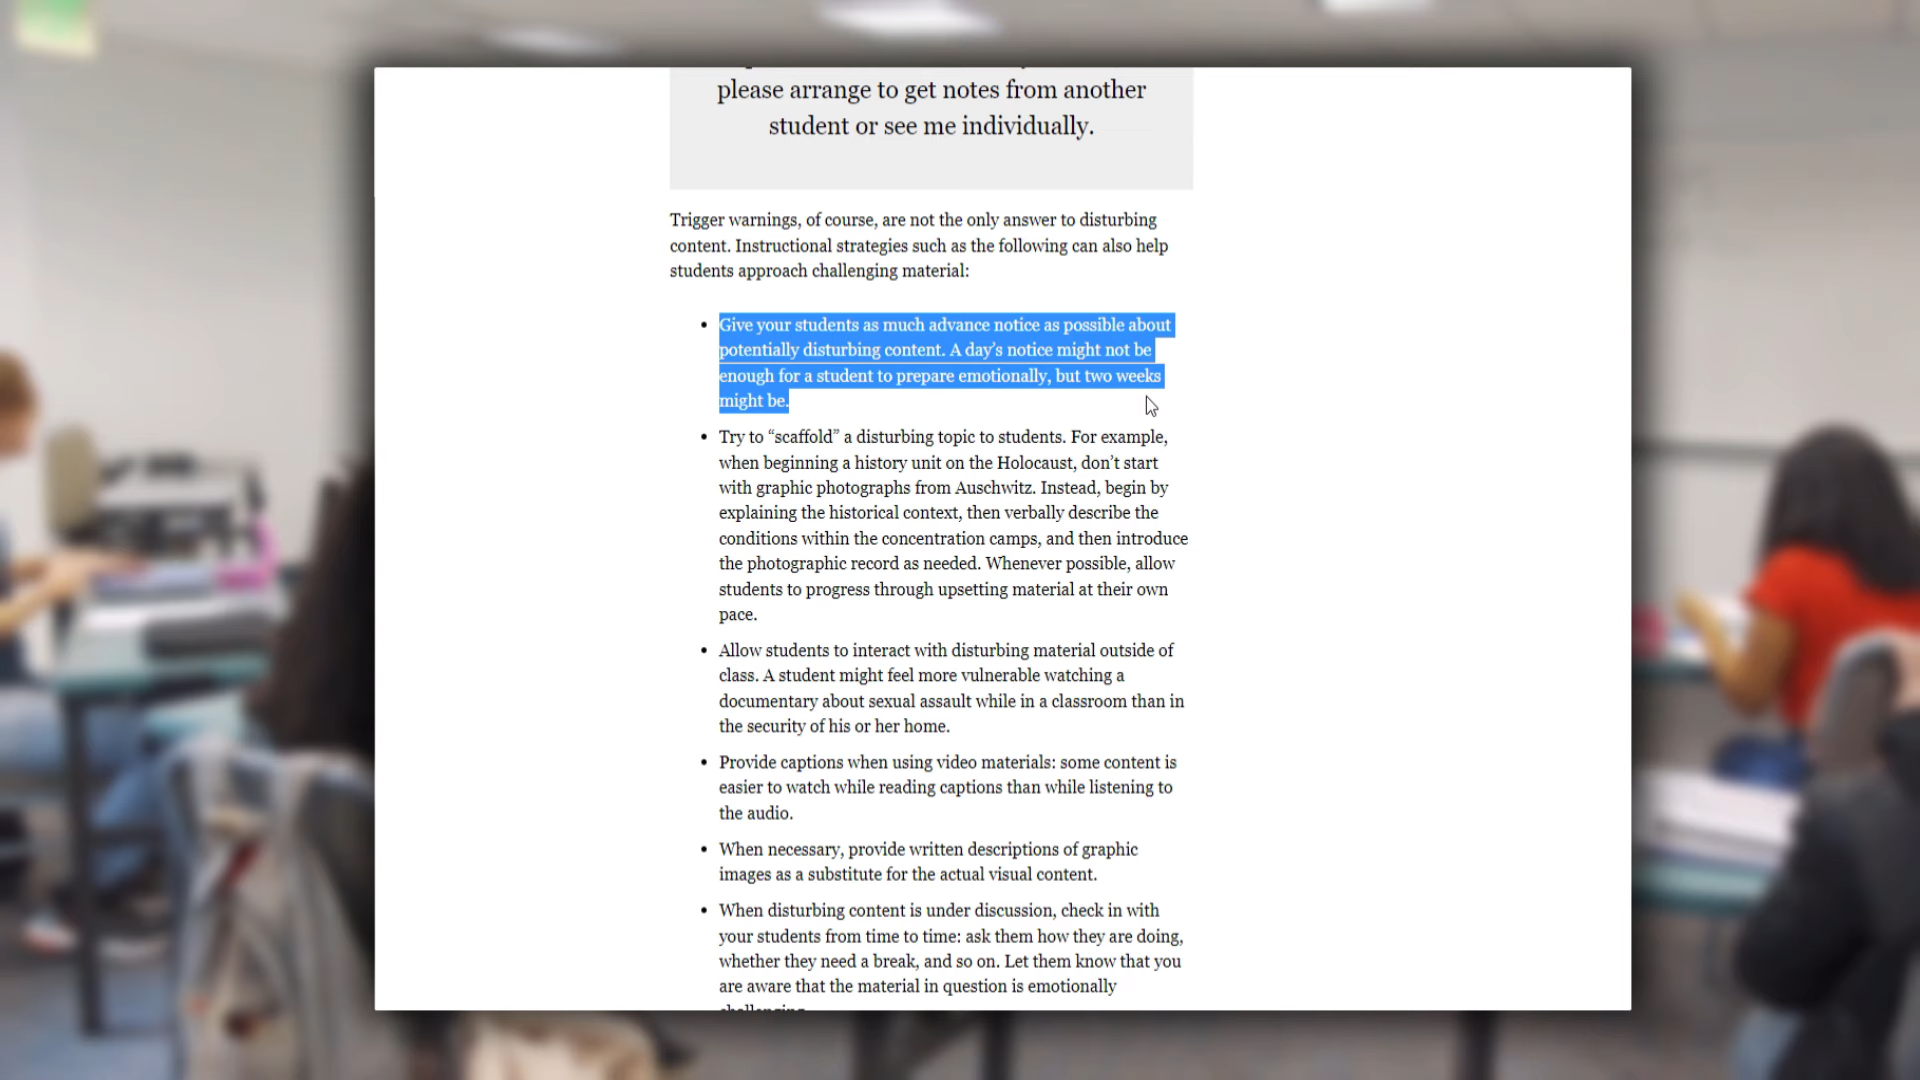 please arrange to get notes from another
student or see me individually.
Trigger warnings, of course, are not the only answer to disturbing
content. Instructional strategies such as the following can also help
students approach challenging material:
• Give your students as much advance notice as possible about
potentially disturbing content. A day’s notice might not be
enough for a student to prepare emotionally, but two weeks
might be.
• Try to “scaffold” a disturbing topic to students. For example,
when beginning a history unit on the Holocaust, don’t start
with graphic photographs from Auschwitz. Instead, begin by
explaining the historical context, then verbally describe the
conditions within the concentration camps, and then introduce
the photographic record as needed. Whenever possible, allow
students to progress through upsetting material at their own
pace.
• Allow students to interact with disturbing material outside of
class. A student might feel more vulnerable watching a
documentary about sexual assault while in a classroom than in
the security of his or her home.
• Provide captions when using video materials: some content is
easier to watch while reading captions than while listening to
the audio.
• When necessary, provide written descriptions of graphic
images as a substitute for the actual visual content.
• When disturbing content is under discussion, check in with
your students from time to time: ask them how they are doing,
whether they need a break, and so on. Let them know that you
are aware that the material in question is emotionally